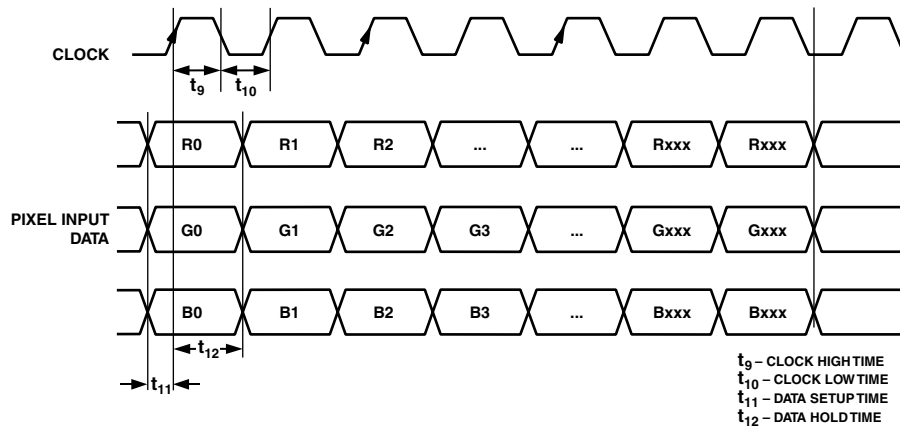 CLOCK
t9 t10
R0 R1 R2 ... ... Rxxx Rxxx
PIXEL INPUT
DATA
G0 G1 G2 G3 ... Gxxx Gxxx
B0 B1 B2 B3 ... Bxxx Bxxx
t12
t11
t9 – CLOCK HIGH TIME
t10 – CLOCK LOW TIME
t11 – DATA SETUP TIME
t12 – DATA HOLD TIME